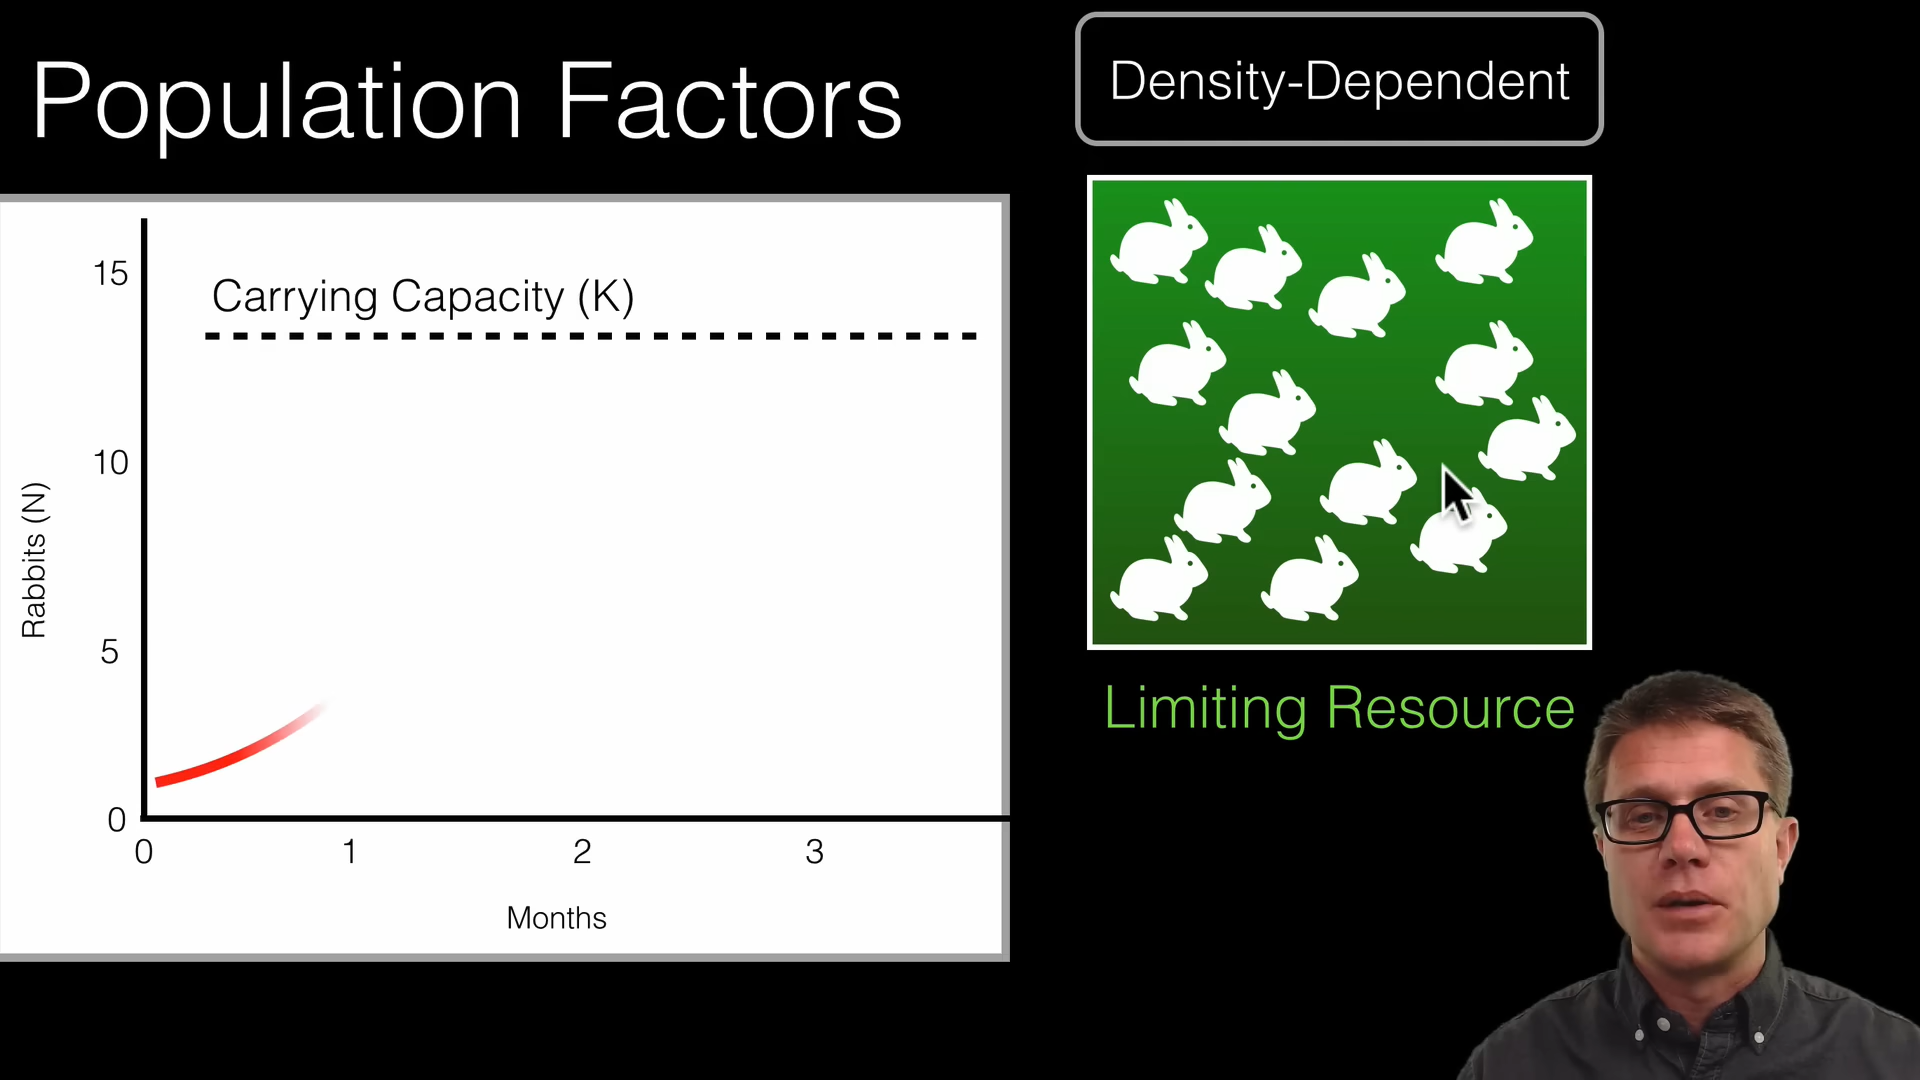 Population Factors
Density-Dependent
Carrying Capacity (K)
15
10
5
0
Rabbits (N)
0 1 2 3
Months
Limiting Resource